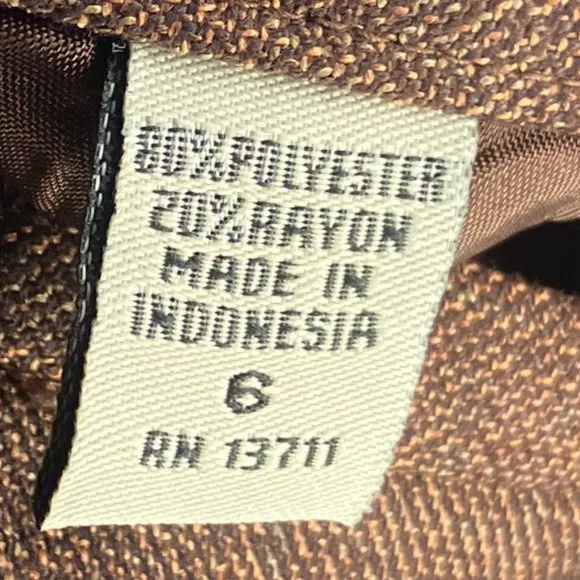 80%POLYESTER
20%RAYON
MADE IN
INDONESIA
6
RN 13711